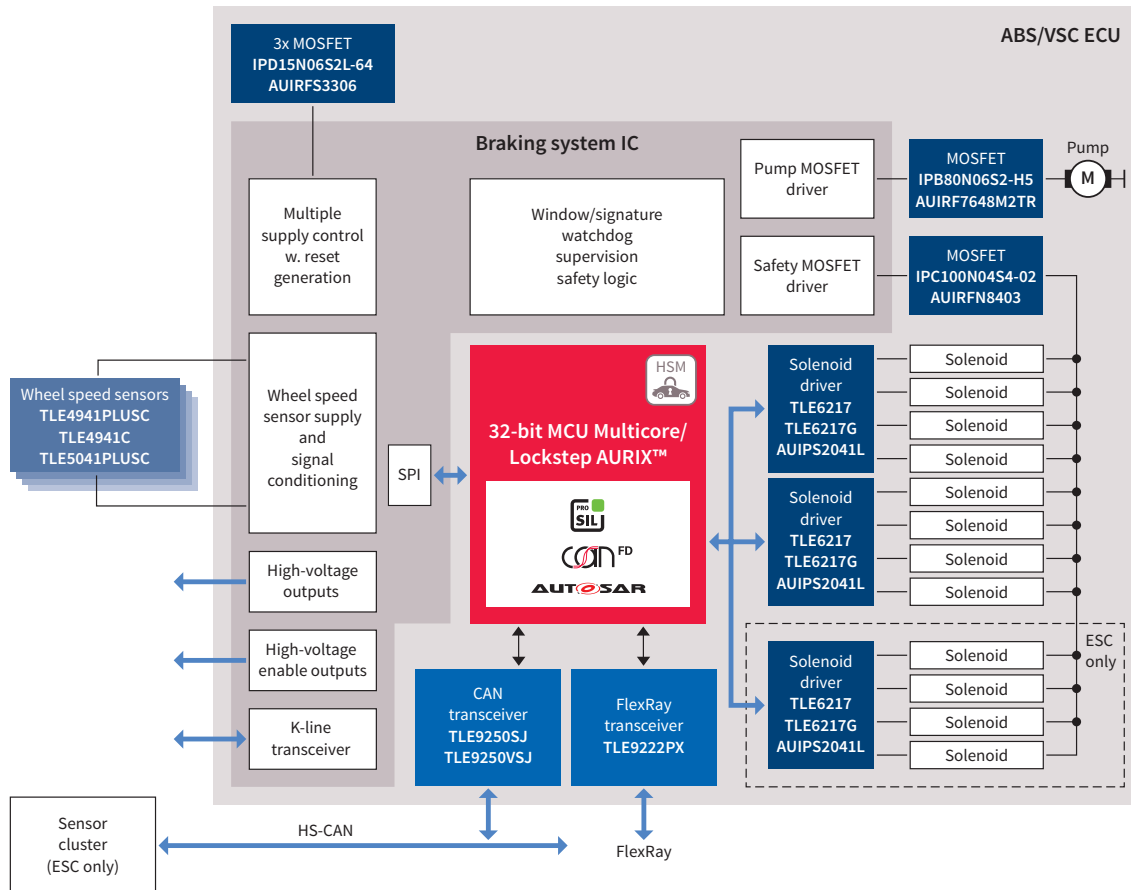 ABS/VSC ECU
3x MOSFET
IPD15N06S2L-64
AUIRFS3306
Braking system IC
Multiple
supply control
w. reset
generation
Window/signature
watchdog
supervision
safety logic
Pump MOSFET
driver
MOSFET
IPB80N06S2-H5
AUIRF7648M2TR
Pump
M
Safety MOSFET
driver
MOSFET
IPC100N04S4-02
AUIRFN8403
Wheel speed sensors
TLE4941PLUSC
TLE4941C
TLE5041PLUSC
Wheel speed
sensor supply
and
signal
conditioning
SPI
HSM
32-bit MCU Multicore/
Lockstep AURIX™
PRO
SIL
CAN FD
AUTOSAR
Solenoid
driver
TLE6217
TLE6217G
AUIPS2041L
Solenoid
Solenoid
Solenoid
Solenoid
Solenoid
driver
TLE6217
TLE6217G
AUIPS2041L
Solenoid
Solenoid
Solenoid
Solenoid
ESC
only
Solenoid
driver
TLE6217
TLE6217G
AUIPS2041L
Solenoid
Solenoid
Solenoid
Solenoid
High-voltage
outputs
High-voltage
enable outputs
K-line
transceiver
CAN
transceiver
TLE9250SJ
TLE9250VSJ
FlexRay
transceiver
TLE9222PX
Sensor
cluster
(ESC only)
HS-CAN
FlexRay